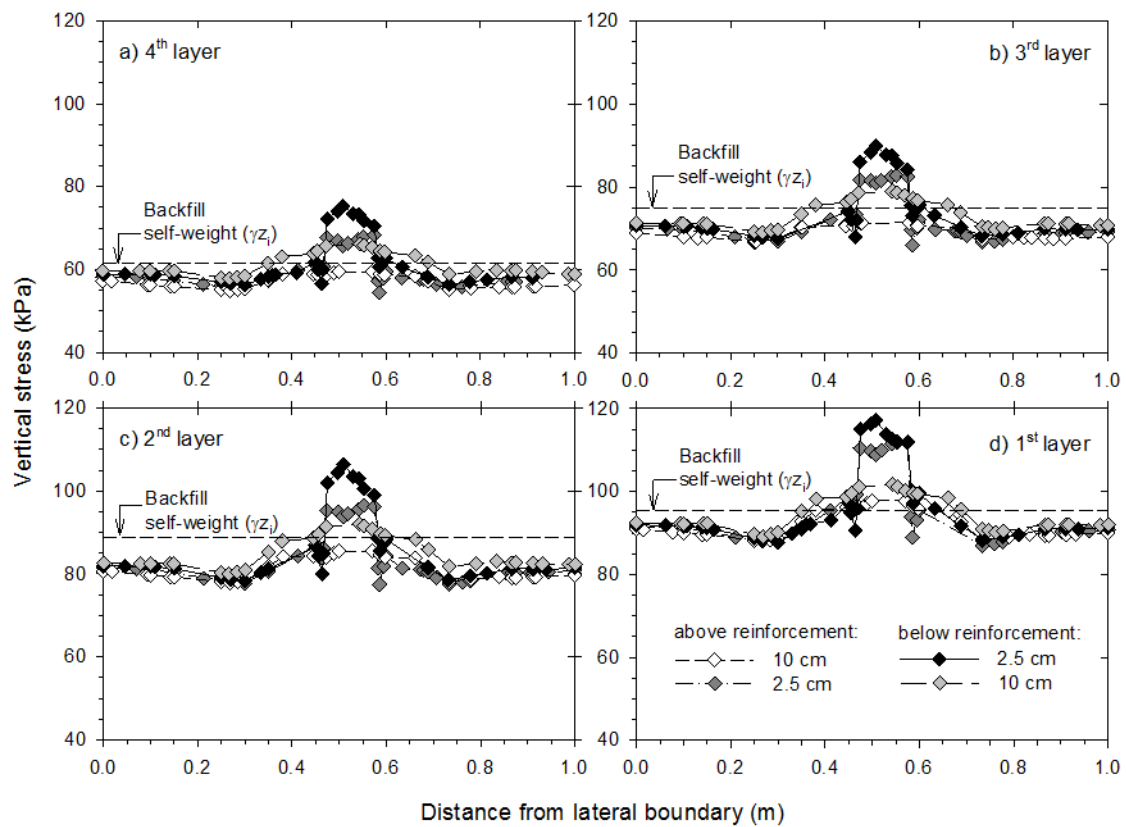 120
100
80
60
40
a) 4th layer
Backfill
self-weight (γzi)
0.0 0.2 0.4 0.6 0.8 1.0
120
100
80
60
40
b) 3rd layer
Backfill
self-weight (γzi)
0.0 0.2 0.4 0.6 0.8 1.0
Vertical stress (kPa)
120
100
80
60
40
c) 2nd layer
Backfill
self-weight (γzi)
0.0 0.2 0.4 0.6 0.8 1.0
120
100
80
60
40
d) 1st layer
Backfill
self-weight (γzi)
above reinforcement:
10 cm
2.5 cm
below reinforcement:
2.5 cm
10 cm
0.0 0.2 0.4 0.6 0.8 1.0
Distance from lateral boundary (m)